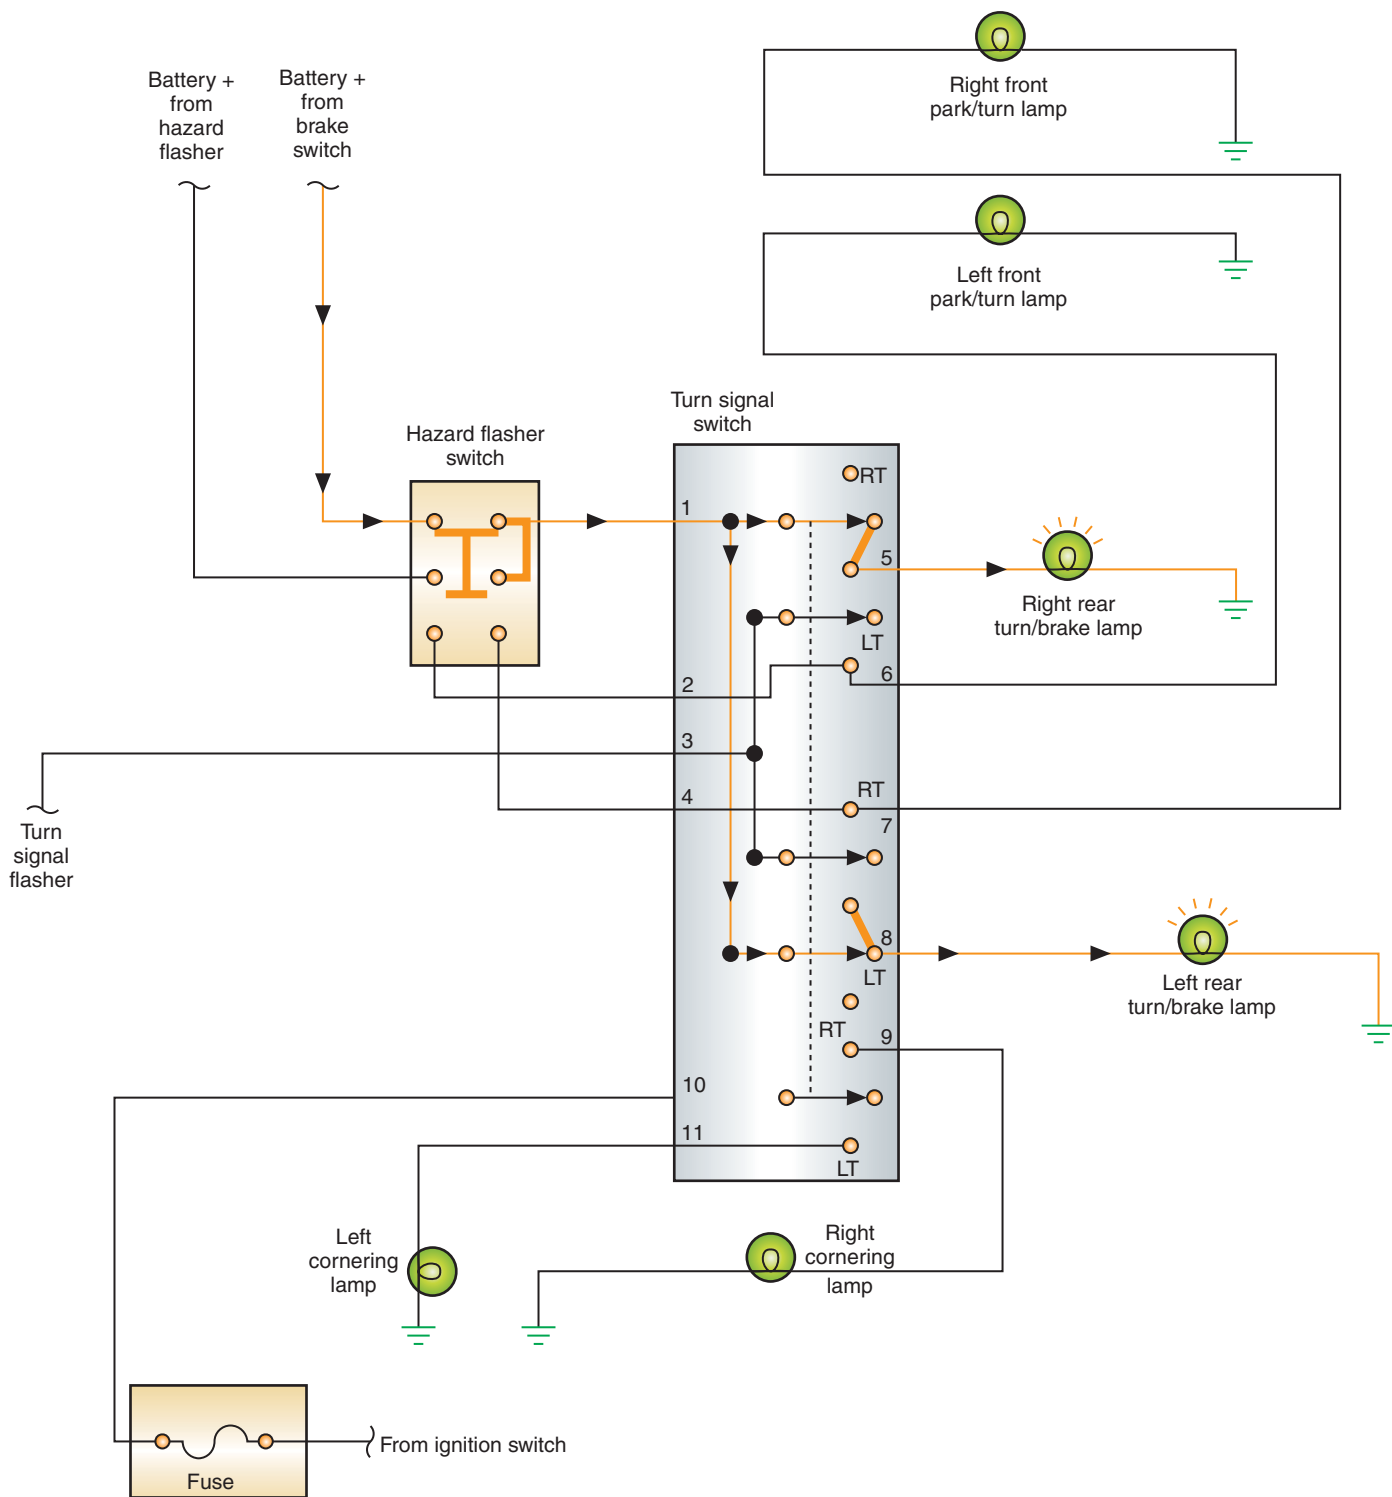 Right front
park/turn lamp
Battery +
from
hazard
flasher
Battery +
from
brake
switch
Left front
park/turn lamp
Turn signal
switch
Hazard flasher
switch
RT
1
5
Right rear
turn/brake lamp
LT
6
2
3
RT
4
7
Turn
signal
flasher
8
LT
Left rear
turn/brake lamp
RT
9
10
11
LT
Left
cornering
lamp
Right
cornering
lamp
From ignition switch
Fuse